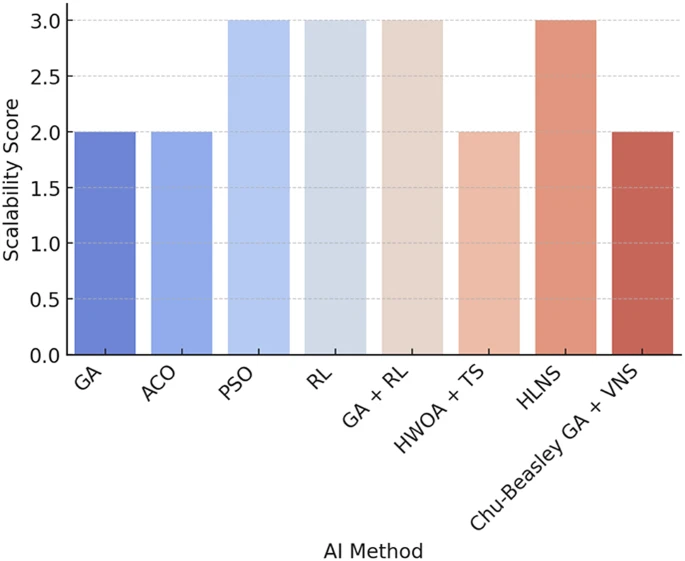 Scalability Score
3.0
2.5
2.0
1.5
1.0
0.5
0.0
GA
ACO
PSO
RL
GA + RL
HWOA + TS
HLNS
Chu-Beasley GA + VNS
AI Method